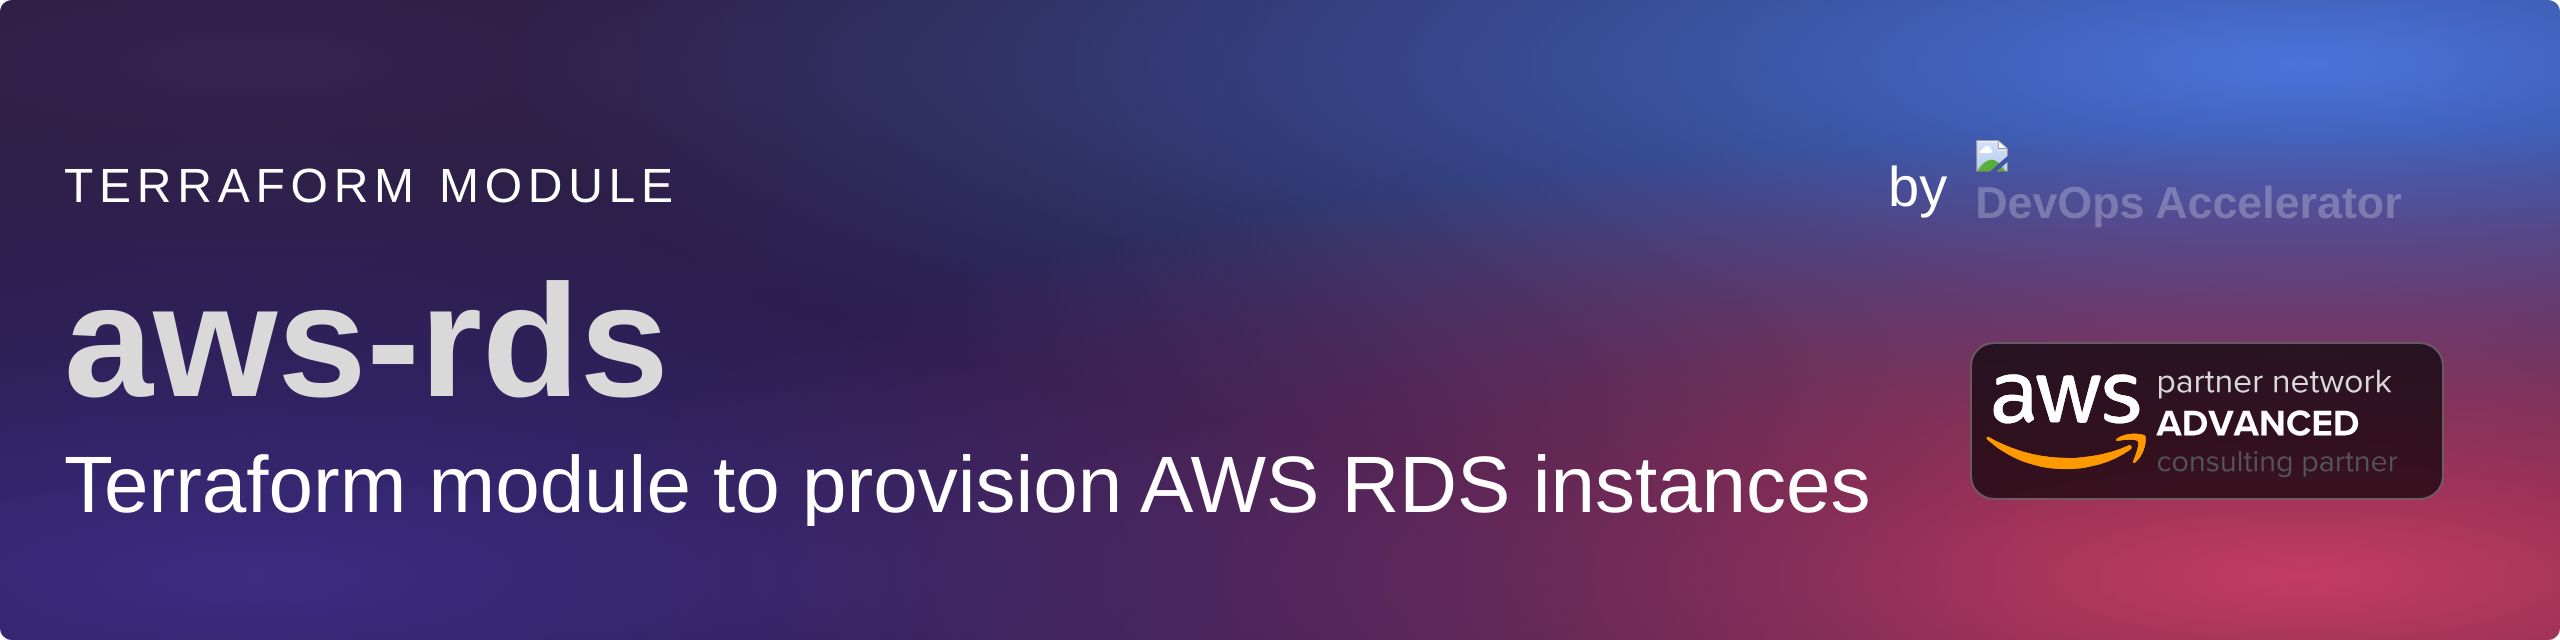 TERRAFORM MODULE
aws-rds
Terraform module to provision AWS RDS instances
by
DevOps Accelerator
aws
partner network
ADVANCED
consulting partner